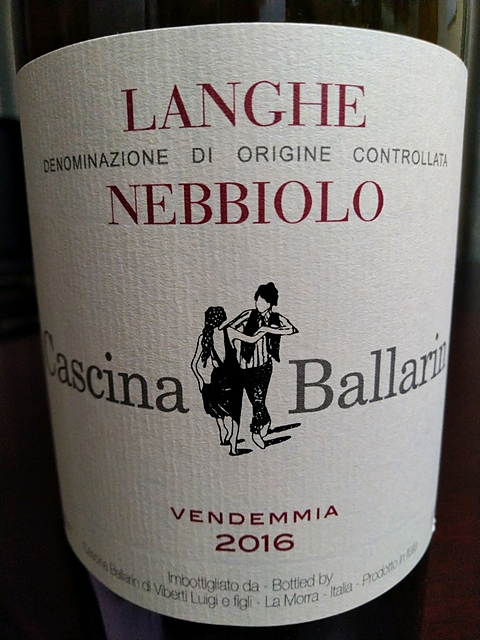 LANGHE
DENOMINAZIONE DI ORIGINE CONTROLLATA
NEBBIOLO
Cascina Ballarin
VENDEMMIA
2016
Imbottigliato da - Bottled by
Cascina Ballarin di Viberti Luigi e figli - La Morra - Italia - Prodotto in Italia